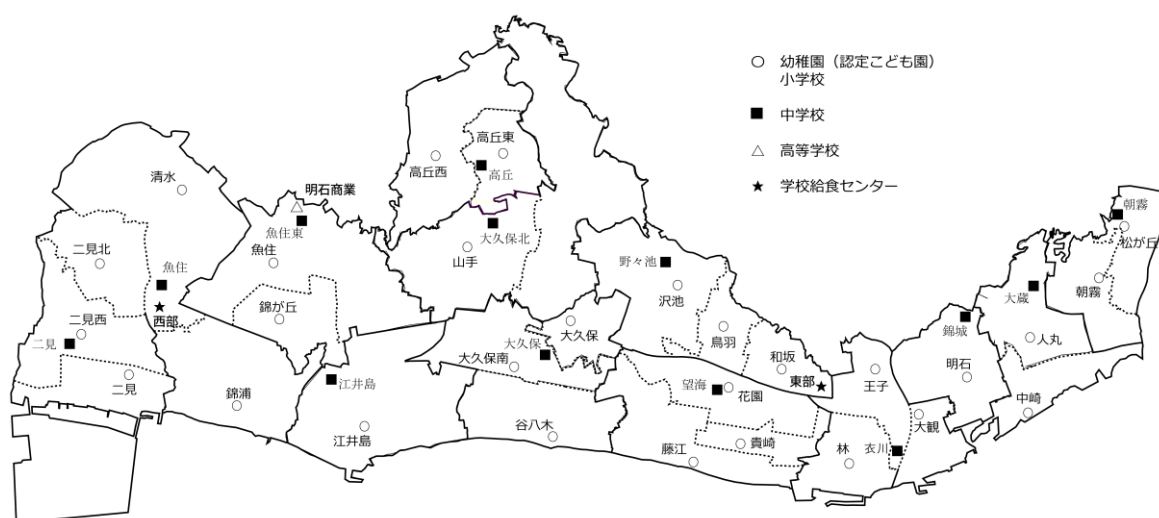 幼稚園（認定こども園）
小学校
中学校
高等学校
学校給食センター
高丘東
高丘西
高丘
清水
明石商業
魚住東
大久保北
朝霧
松が丘
二見北
魚住
魚住
山手
野々池
沢池
大蔵
朝霧
西部
錦が丘
二見西
二見
大久保
鳥羽
錦城
人丸
大久保南
大久保
和坂
東部
明石
二見
江井島
望海
花園
王子
錦浦
中崎
大観
江井島
谷八木
藤江
貴崎
林
衣川